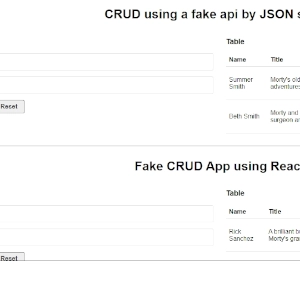 CRUD using a fake api by JSON s
Table
Name Title
Summer Smith Morty's old adventures
Reset
Beth Smith Morty and surgeon a
Fake CRUD App using Reac
Table
Name Title
Rick Sanchez A brilliant b Morty's gra
Reset